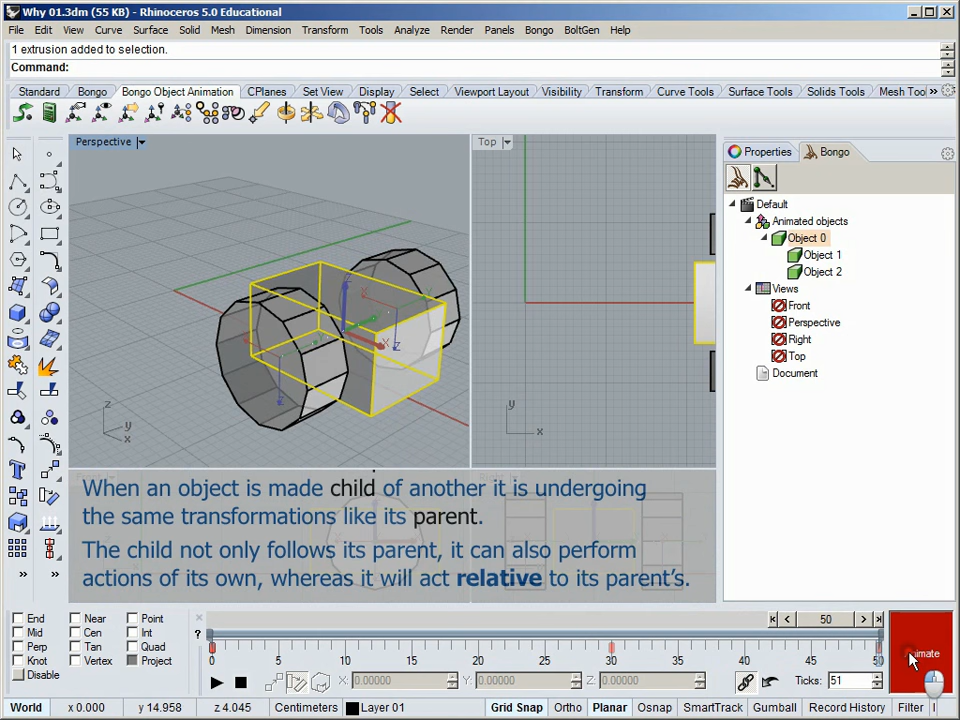 Why 01.3dm (55 KB) - Rhinoceros 5.0 Educational
File Edit View Curve Surface Solid Mesh Dimension Transform Tools Analyze Render Panels Bongo BoltGen Help
1 extrusion added to selection.
Command:
Standard Bongo Bongo Object Animation CPlanes Set View Display Select Viewport Layout Visibility Transform Curve Tools Surface Tools Solids Tools Mesh Too »
Perspective
Top
Properties Bongo
Default
Animated objects
Object 0
Object 1
Object 2
Views
Front
Perspective
Right
Top
Document
z
y
x
X
Z
y
x
When an object is made child of another it is undergoing
the same transformations like its parent.
The child not only follows its parent, it can also perform
actions of its own, whereas it will act relative to its parent's.
» »
End Near Point
Mid Cen Int
Perp Tan Quad
Knot Vertex Project
Disable
?
50
0 5 10 15 20 25 30 35 40 45 50
X: 0.00000 Y: 0.00000 Z: 0.00000
Ticks: 51
World x 0.000 y 14.958 z 4.045 Centimeters Layer 01 Grid Snap Ortho Planar Osnap SmartTrack Gumball Record History Filter